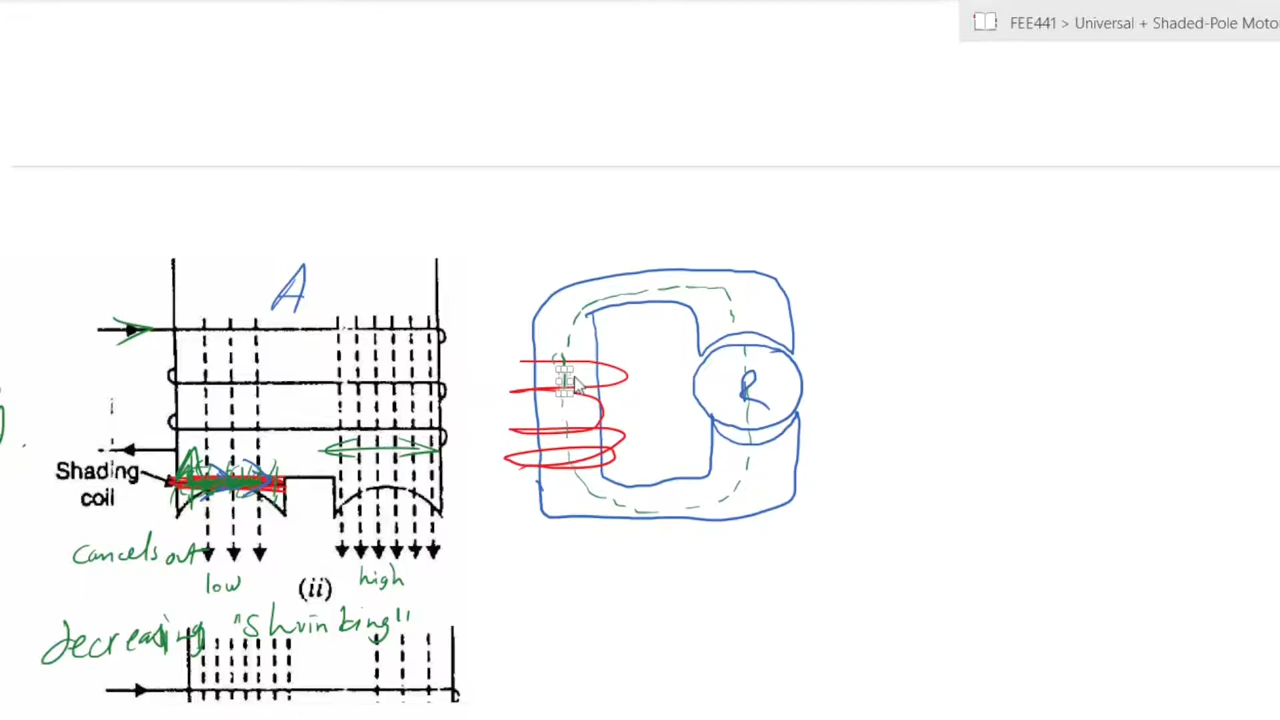 FEE441 > Universal + Shaded-Pole Moto
A
R
Shading
coil
cancels out
low
(ii)
high
decreasing "Shrinking"